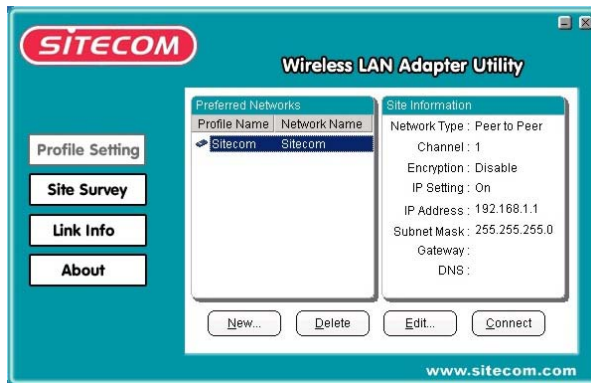 SITECOM
Wireless LAN Adapter Utility
Profile Setting
Site Survey
Link Info
About
Preferred Networks
Profile Name Network Name
Sitecom Sitecom
Site Information
Network Type : Peer to Peer
Channel : 1
Encryption : Disable
IP Setting : On
IP Address : 192.168.1.1
Subnet Mask : 255.255.255.0
Gateway :
DNS :
New... Delete Edit... Connect
www.sitecom.com